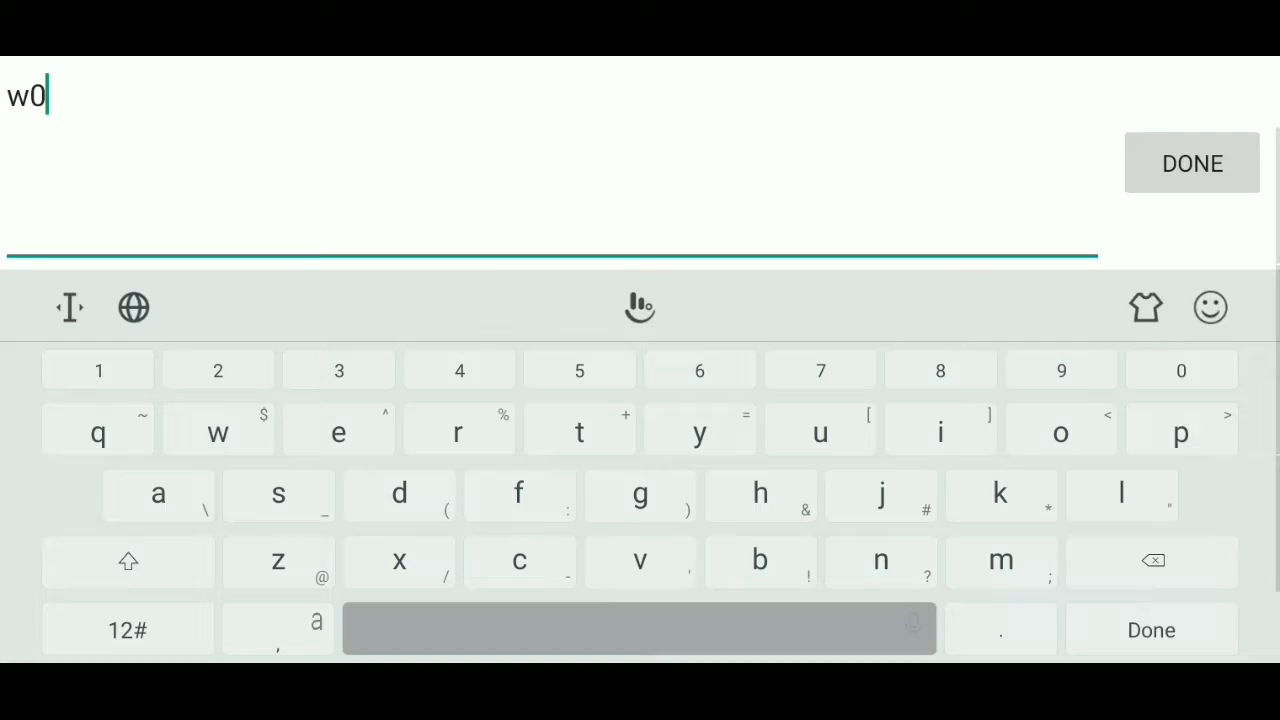 w0
DONE
1 2 3 4 5 6 7 8 9 0
~ $ ^ % + = [ ] < >
q w e r t y u i o p
a s d f g h j k l
\ _ ( : ) & # * "
z x c v b n m
@ / - ' ! ? ;
12# , a . Done